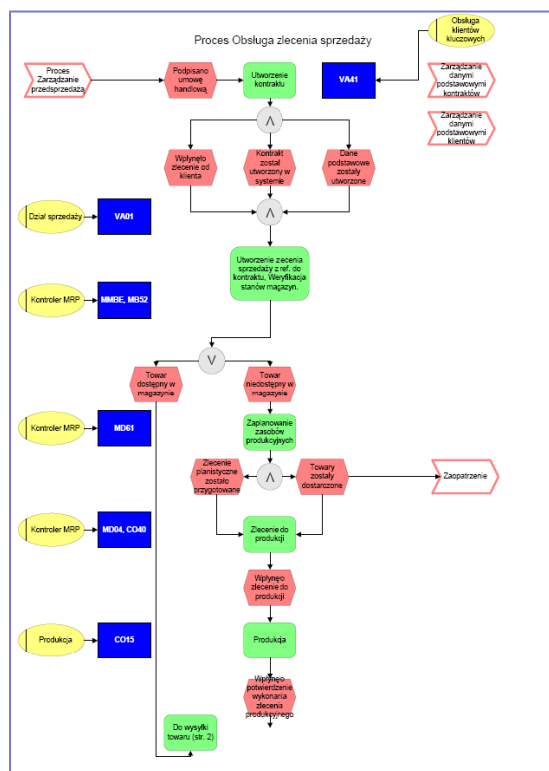 Proces Obsługa zlecenia sprzedaży
Obsługa
klientów
kluczowych
Proces
Zarządzanie
przedsprzedażą
Podpisano
umowę
handlową
Utworzenie
kontraktu
VA41
Zarządzanie
danymi
podstawowymi
kontraktów
Zarządzanie
danymi
podstawowymi
klientów
Λ
Wpłynęło
zlecenie od
klienta
Kontrakt
został
utworzony w
systemie
Dane
podstawowe
zostały
utworzone
Λ
Dział sprzedaży
VA01
Utworzenie zecenia
sprzedaży z ref. do
kontraktu, Weryfikacja
stanów magazyn.
Kontroler MRP
MMBE, MB52
V
Towar
dostępny w
magazynie
Towar
niedostępny w
magazynie
Kontroler MRP
MD61
Zaplanowanie
zasobów
produkcyjnych
Zlecenie
planistyczne
zostało
przygotowane
Λ
Towary
zostały
dostarczone
Zaopatrzenie
Kontroler MRP
MD04, CO40
Zlecenie do
produkcji
Wpłynęo
zlecenie do
produkcji
Produkcja
CO15
Produkcja
Wpłynęo
potwierdzenie
wykonaria
zlecenia
produkcyjnego
Do wysyłki
towaru (str. 2)